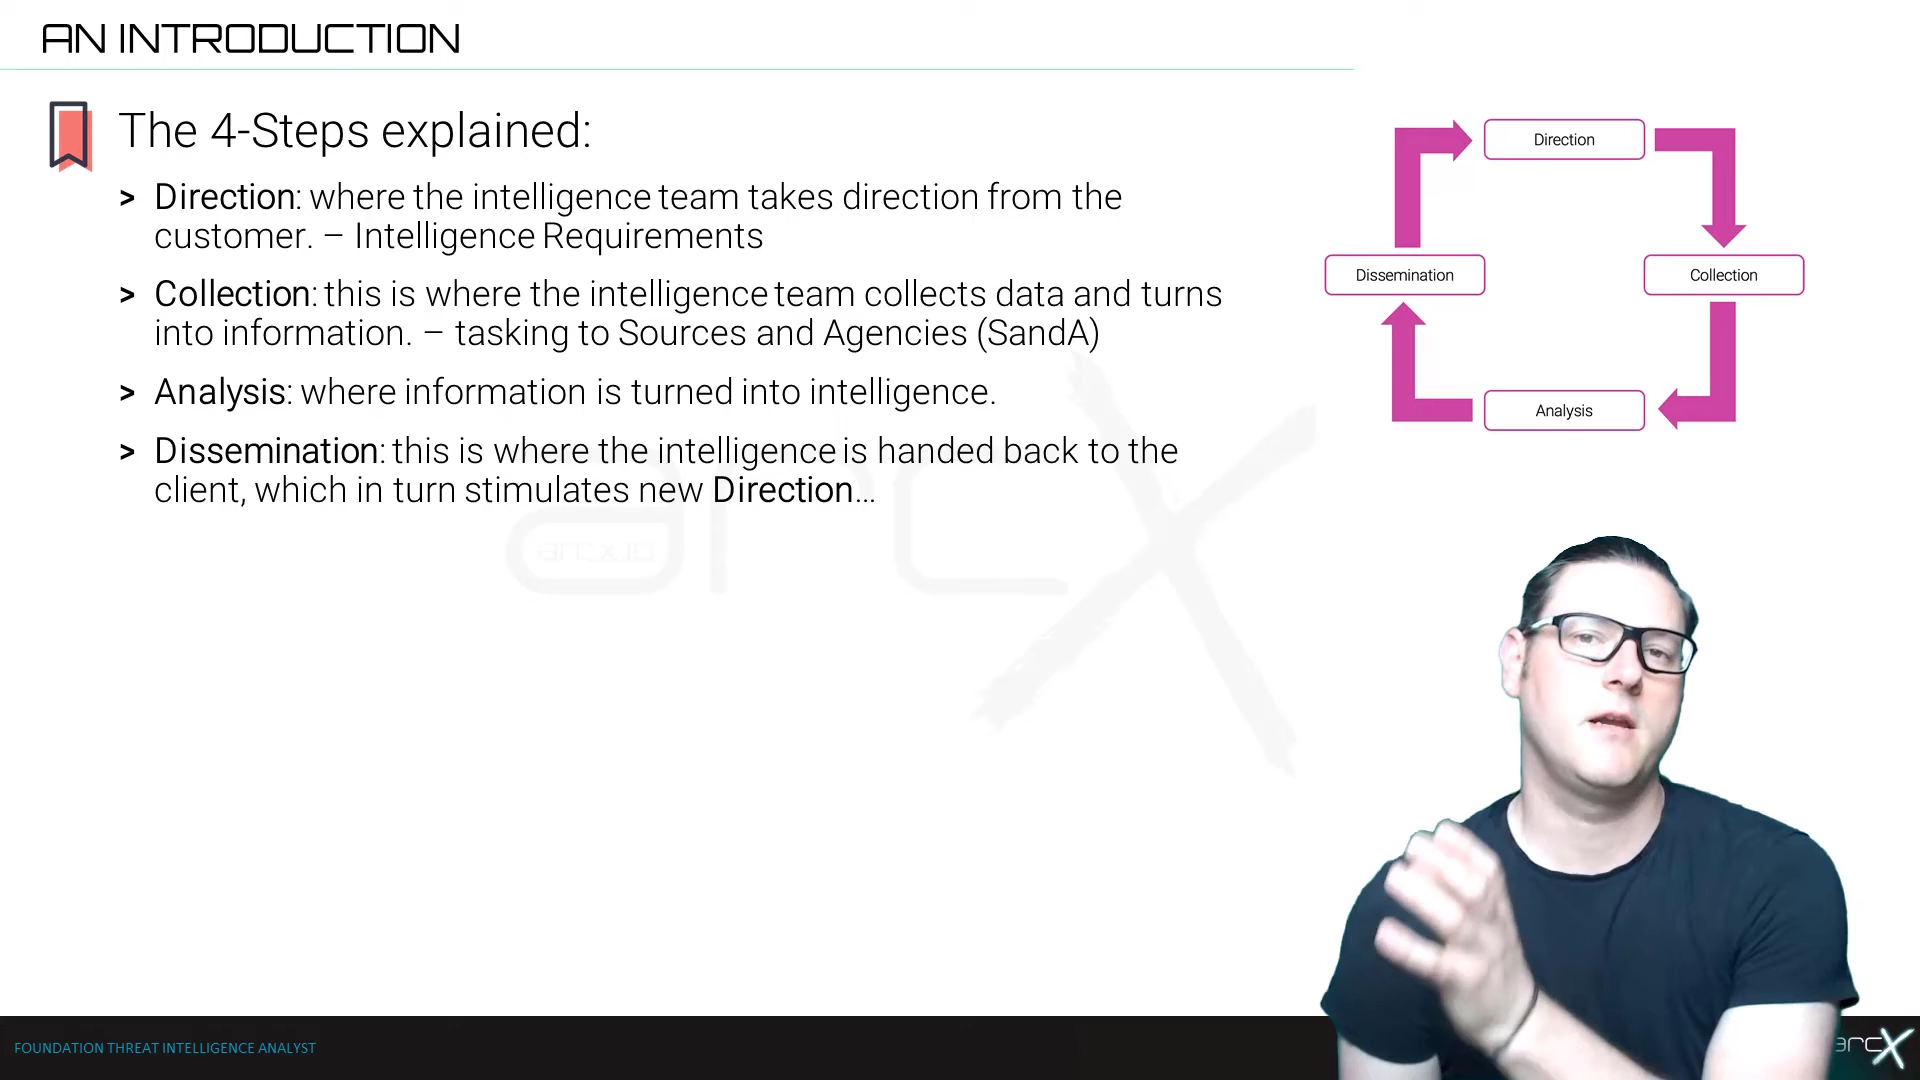 AN INTRODUCTION
The 4-Steps explained:
> Direction: where the intelligence team takes direction from the
customer. – Intelligence Requirements
> Collection: this is where the intelligence team collects data and turns
into information. – tasking to Sources and Agencies (SandA)
> Analysis: where information is turned into intelligence.
> Dissemination: this is where the intelligence is handed back to the
client, which in turn stimulates new Direction…
Direction
Dissemination
Collection
Analysis
arcX
arcx.io
FOUNDATION THREAT INTELLIGENCE ANALYST
arcX